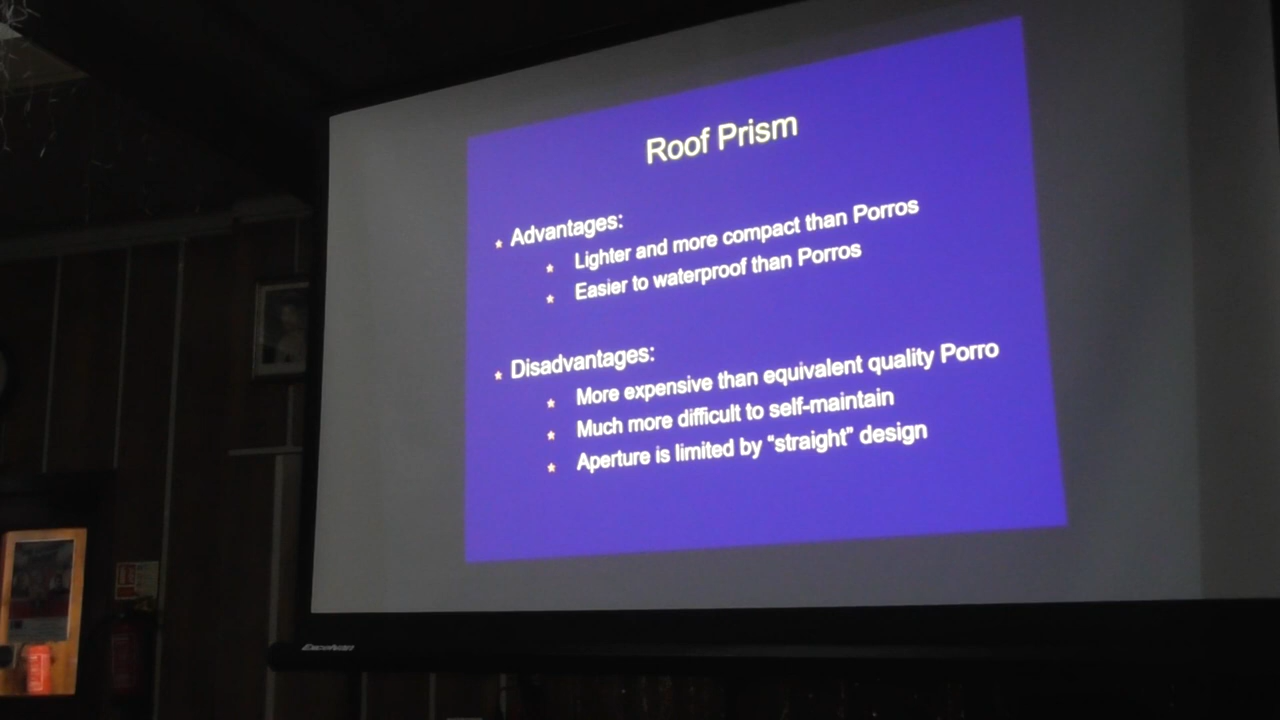 Roof Prism
Advantages:
Lighter and more compact than Porros
Easier to waterproof than Porros
Disadvantages:
More expensive than equivalent quality Porro
Much more difficult to self-maintain
Aperture is limited by “straight” design